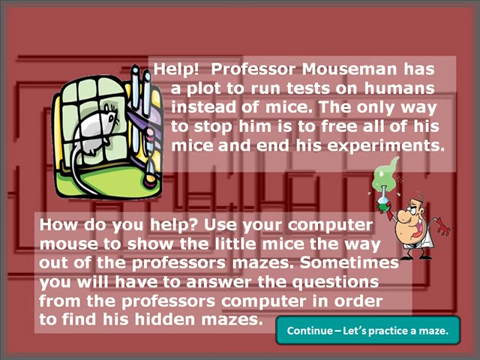 Help!  Professor Mouseman has
a plot to run tests on humans
instead of mice. The only way
to stop him is to free all of his
mice and end his experiments.
How do you help? Use your computer
mouse to show the little mice the way
out of the professors mazes. Sometimes
you will have to answer the questions
from the professors computer in order
to find his hidden mazes.
Continue – Let’s practice a maze.